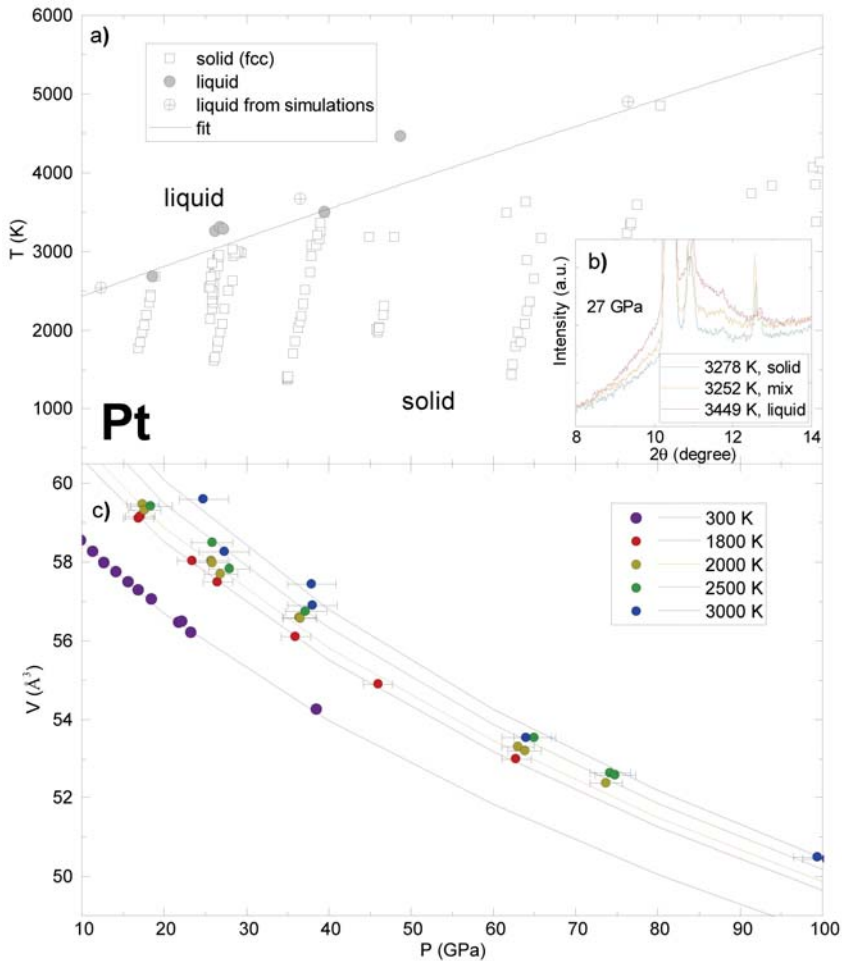 a)
solid (fcc)
liquid
liquid from simulations
fit
liquid
solid
Pt
T (K)
6000
5000
4000
3000
2000
1000
b)
27 GPa
Intensity (a.u.)
3278 K, solid
3252 K, mix
3449 K, liquid
8 10 12 14
2θ (degree)
c)
300 K
1800 K
2000 K
2500 K
3000 K
V (Å³)
60
58
56
54
52
50
10 20 30 40 50 60 70 80 90 100
P (GPa)